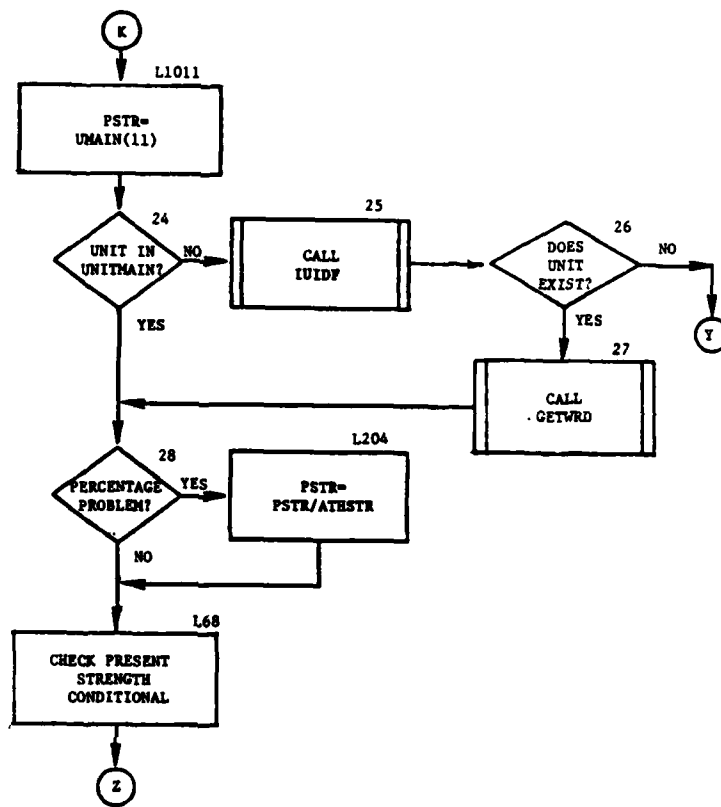 K
L1011
PSTR=
UMAIN(11)
24
UNIT IN
UNITMAIN?
NO
YES
25
CALL
IUIDF
26
DOES
UNIT
EXIST?
NO
YES
Y
27
CALL
GETWRD
28
PERCENTAGE
PROBLEM?
YES
NO
L204
PSTR=
PSTR/ATHSTR
L68
CHECK PRESENT
STRENGTH
CONDITIONAL
Z